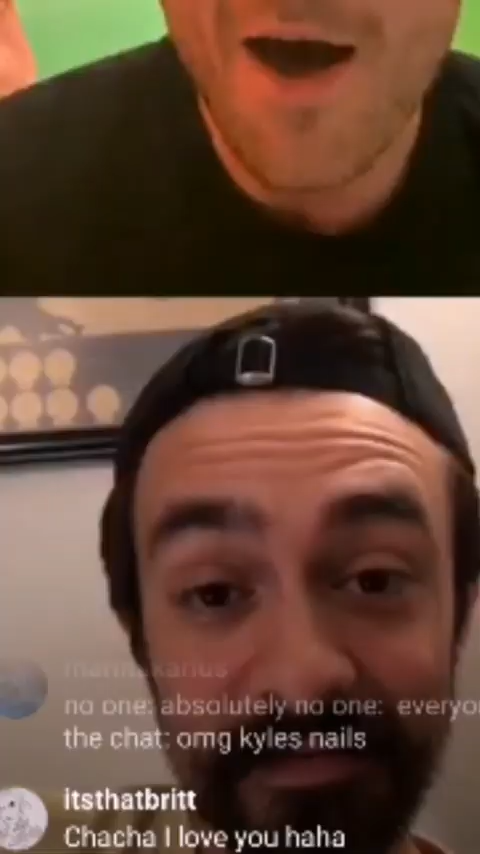 no one: absolutely no one: everyo
the chat: omg kyles nails
itsthatbritt
Chacha I love you haha